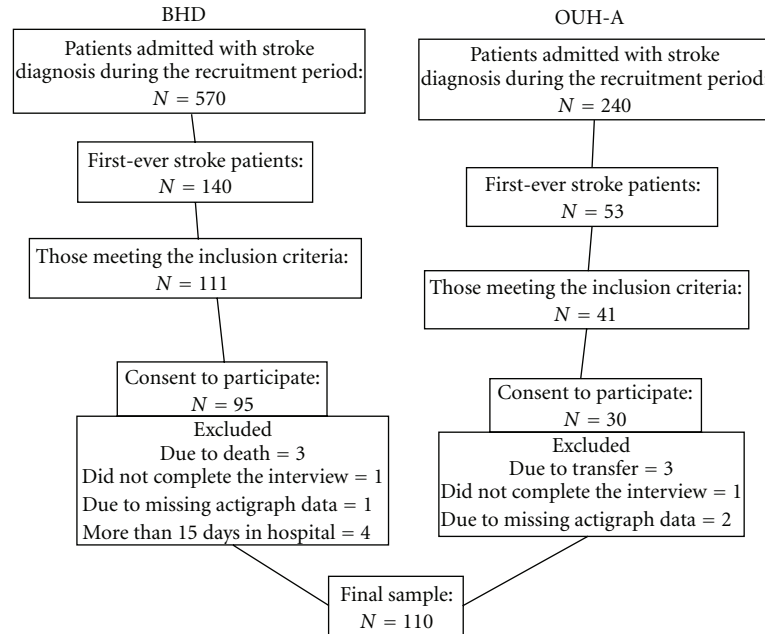 BHD
Patients admitted with stroke
diagnosis during the recruitment period:
N = 570
First-ever stroke patients:
N = 140
Those meeting the inclusion criteria:
N = 111
Consent to participate:
N = 95
Excluded
Due to death = 3
Did not complete the interview = 1
Due to missing actigraph data = 1
More than 15 days in hospital = 4
OUH-A
Patients admitted with stroke
diagnosis during the recruitment period:
N = 240
First-ever stroke patients:
N = 53
Those meeting the inclusion criteria:
N = 41
Consent to participate:
N = 30
Excluded
Due to transfer = 3
Did not complete the interview = 1
Due to missing actigraph data = 2
Final sample:
N = 110